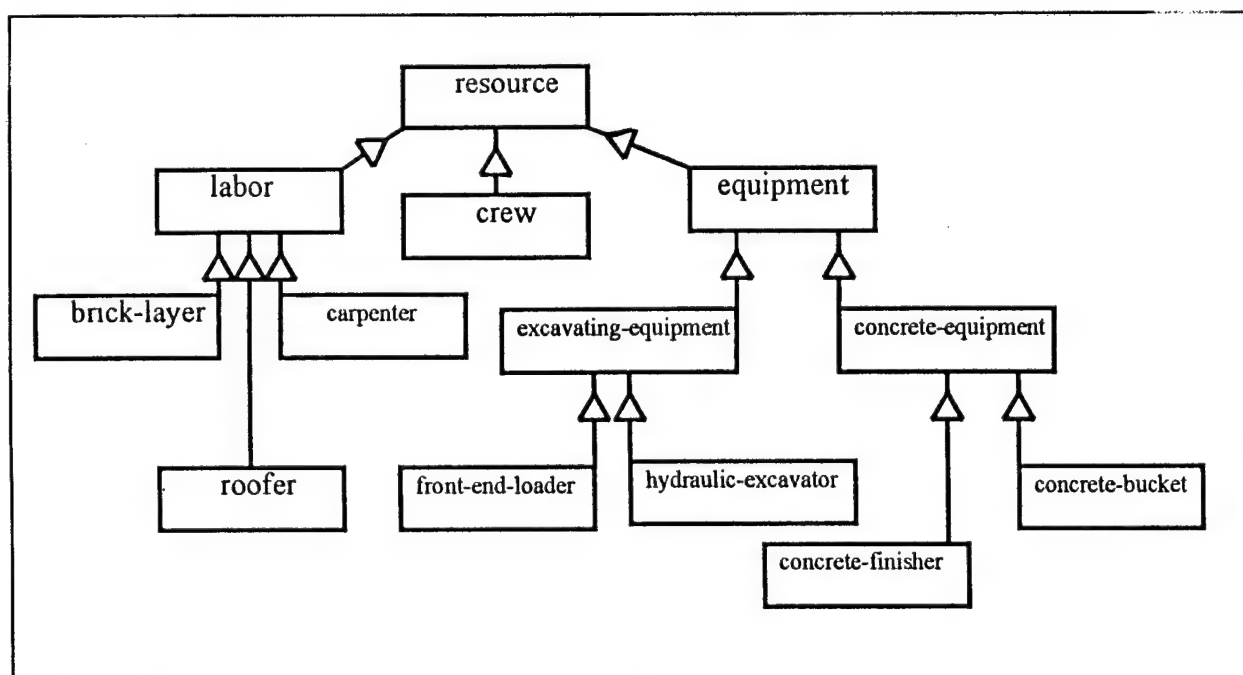 resource
labor
crew
equipment
brick-layer
carpenter
excavating-equipment
concrete-equipment
roofer
front-end-loader
hydraulic-excavator
concrete-bucket
concrete-finisher